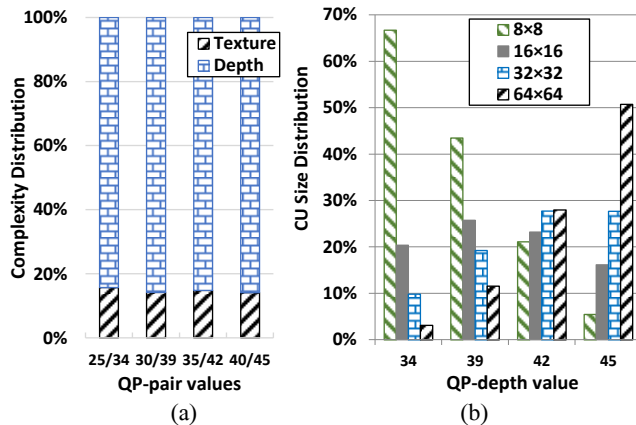 100%
80%
60%
40%
20%
0%
Complexity Distribution
Texture
Depth
25/34 30/39 35/42 40/45
QP-pair values
(a)
70%
60%
50%
40%
30%
20%
10%
0%
CU Size Distribution
8×8
16×16
32×32
64×64
34 39 42 45
QP-depth value
(b)